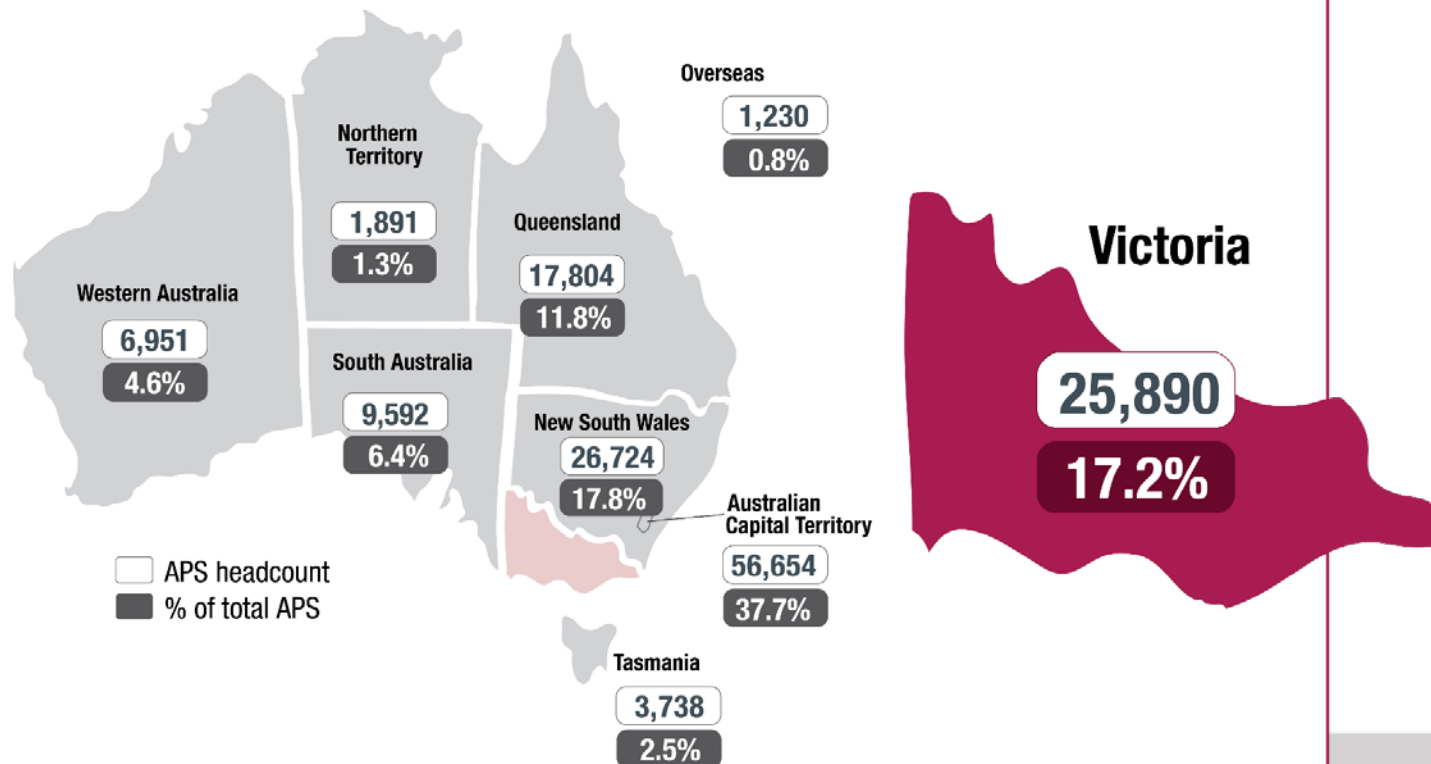 Overseas
1,230
0.8%
Northern
Territory
1,891
1.3%
Queensland
17,804
11.8%
Western Australia
6,951
4.6%
South Australia
9,592
6.4%
New South Wales
26,724
17.8%
Australian
Capital Territory
56,654
37.7%
Tasmania
3,738
2.5%
APS headcount
% of total APS
Victoria
25,890
17.2%